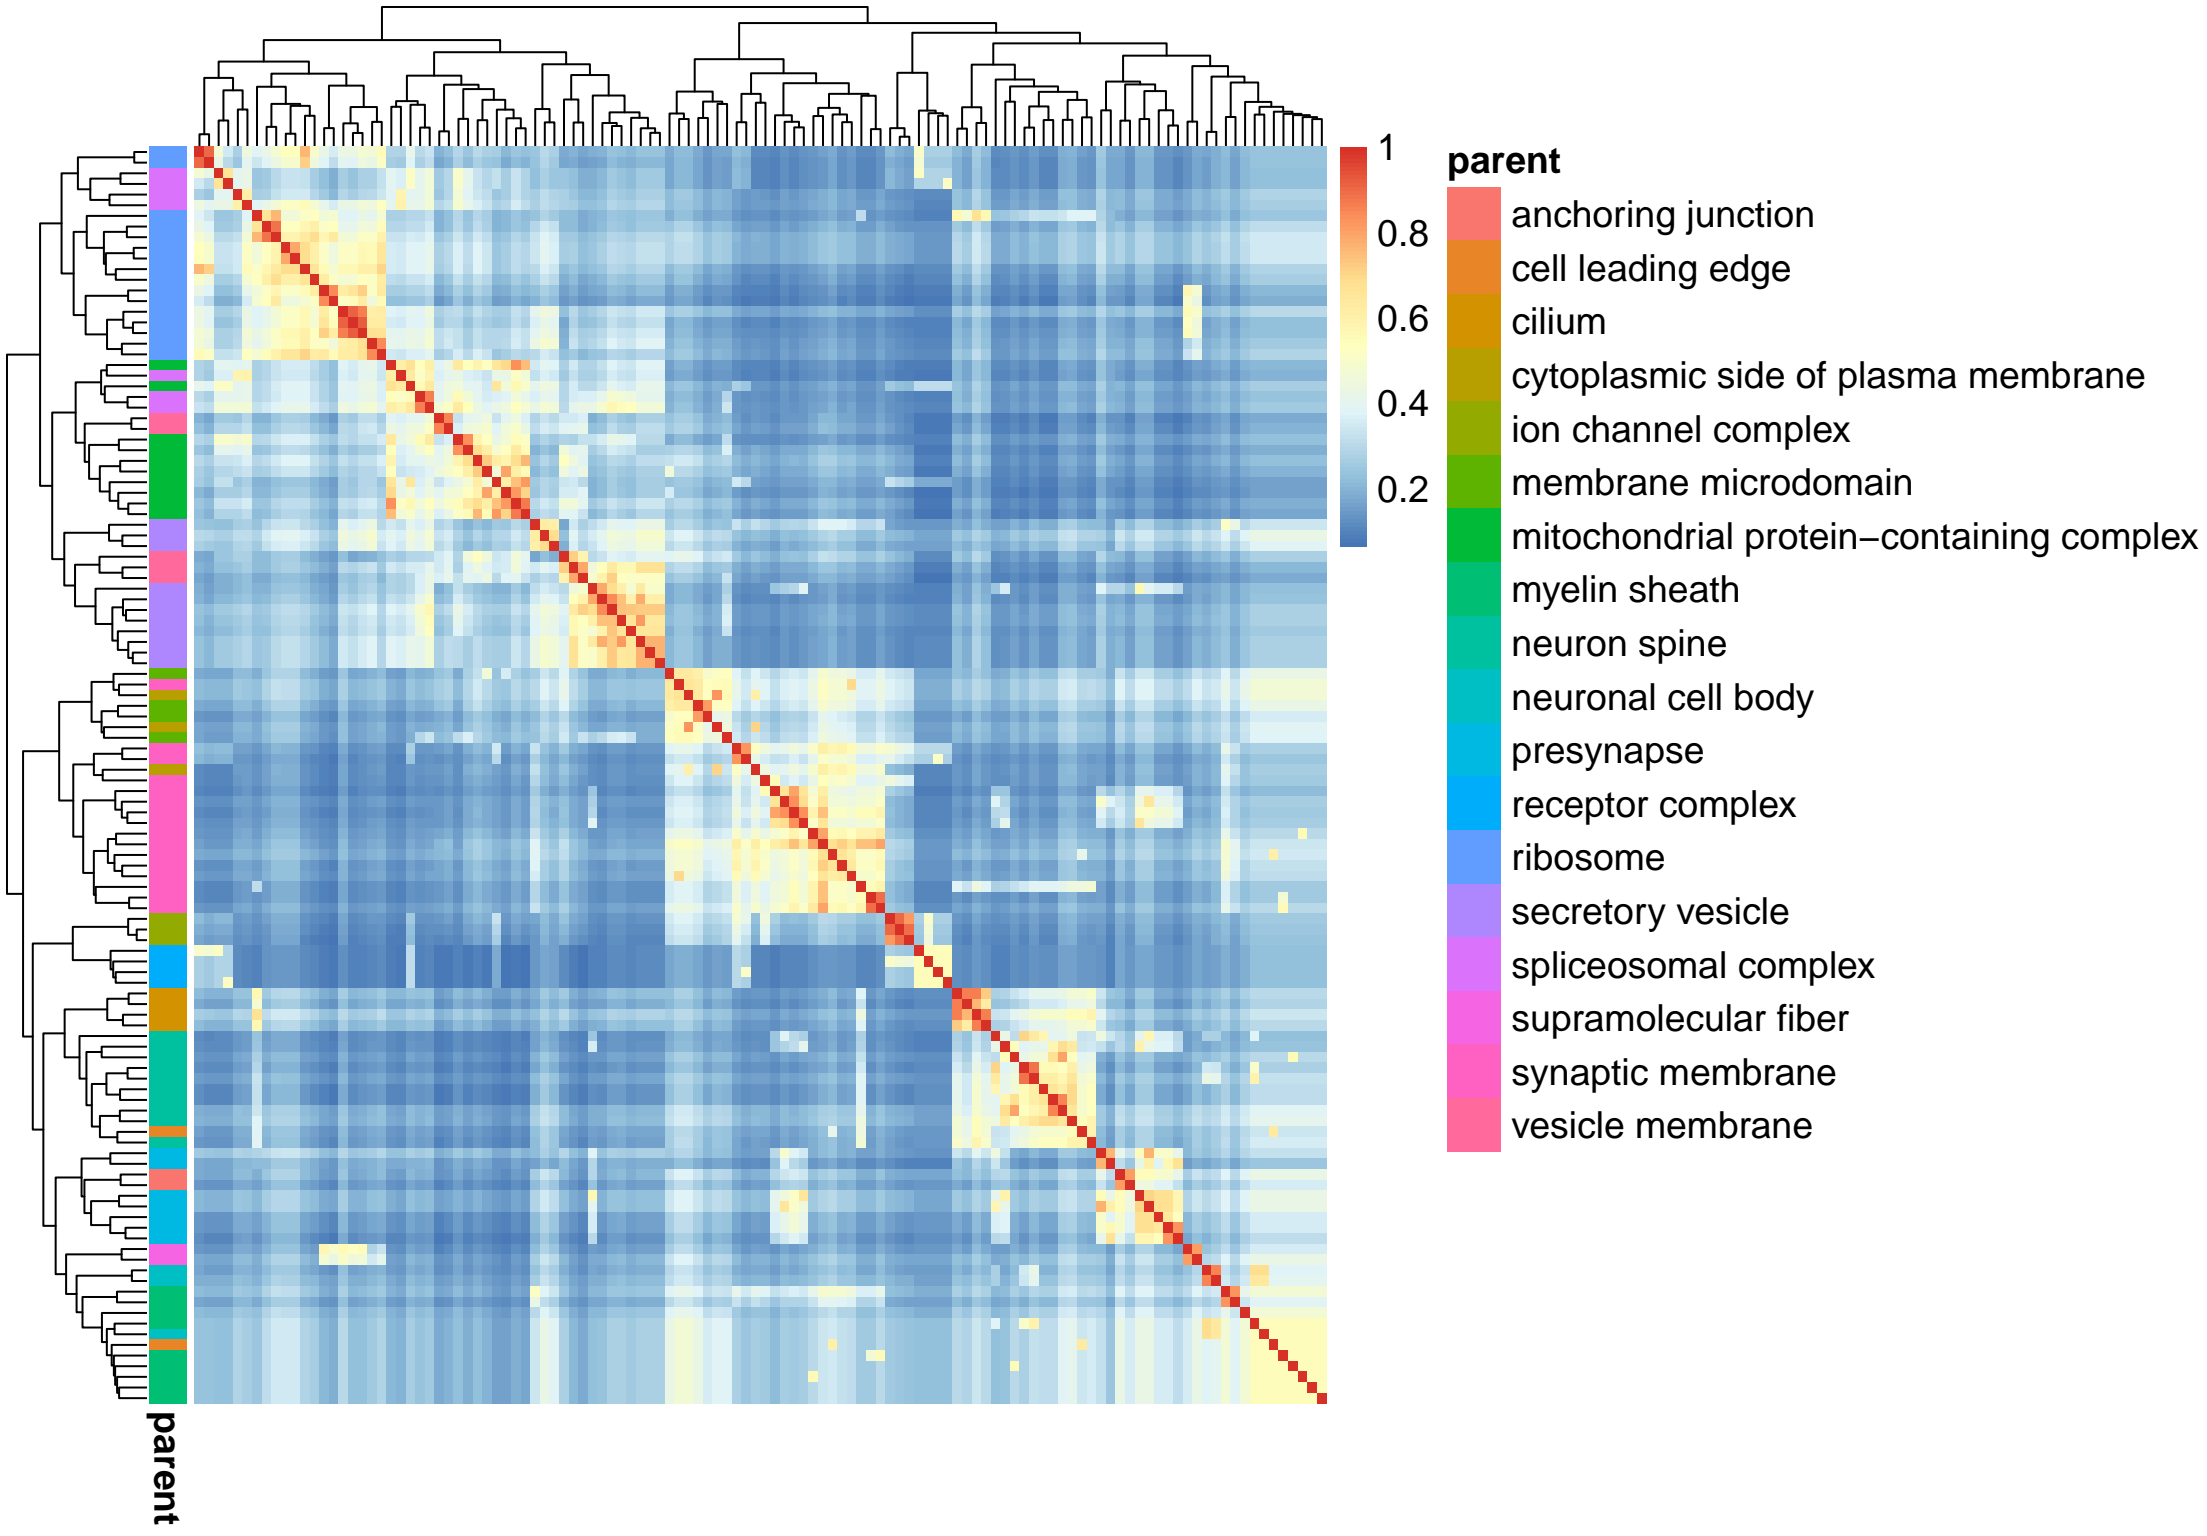 1
0.8
0.6
0.4
0.2
parent
anchoring junction
cell leading edge
cilium
cytoplasmic side of plasma membrane
ion channel complex
membrane microdomain
mitochondrial protein−containing complex
myelin sheath
neuron spine
neuronal cell body
presynapse
receptor complex
ribosome
secretory vesicle
spliceosomal complex
supramolecular fiber
synaptic membrane
vesicle membrane
parent